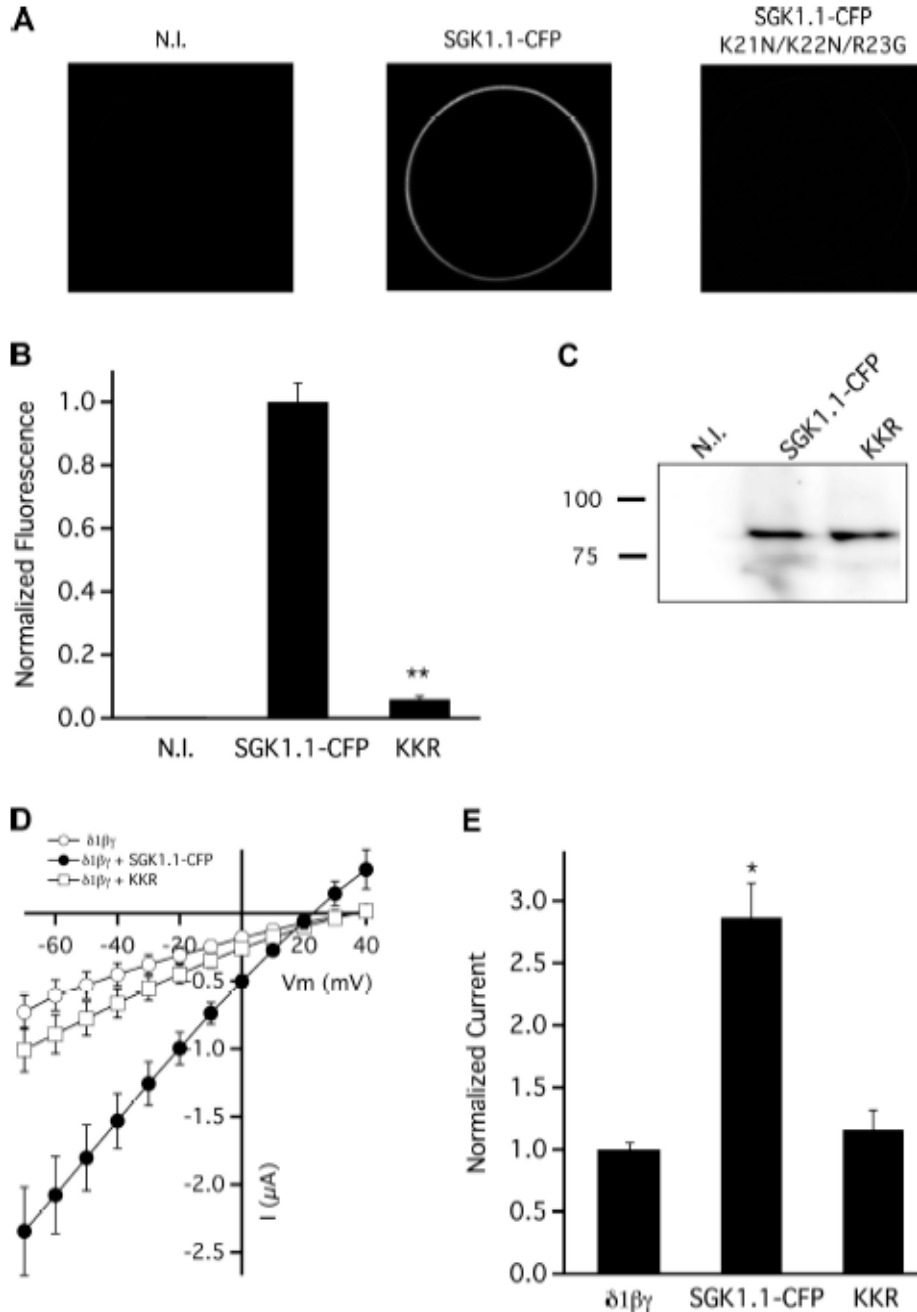 A
N.I.
SGK1.1-CFP
SGK1.1-CFP
K21N/K22N/R23G
B
Normalized Fluorescence
1.0
0.8
0.6
0.4
0.2
0.0
**
N.I.
SGK1.1-CFP
KKR
C
N.I.
SGK1.1-CFP
KKR
100
75
D
δ1βγ
δ1βγ + SGK1.1-CFP
δ1βγ + KKR
-60
-40
-20
20
40
Vm (mV)
-0.5
-1.0
-1.5
-2.0
-2.5
I (μA)
E
Normalized Current
3.0
2.5
2.0
1.5
1.0
0.5
0.0
*
δ1βγ
SGK1.1-CFP
KKR